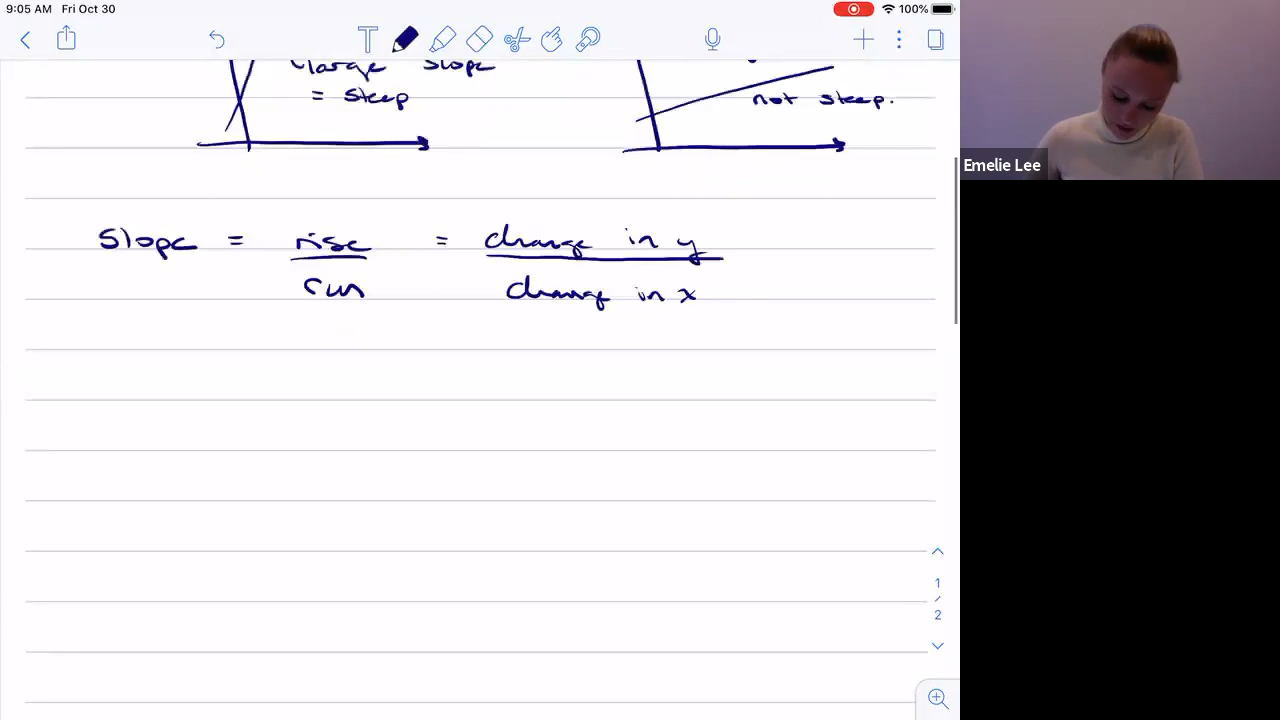 9:05 AM Fri Oct 30
100%
large slope
= steep
not steep.
Emelie Lee
slope = rise = change in y
run change in x
1
/
2